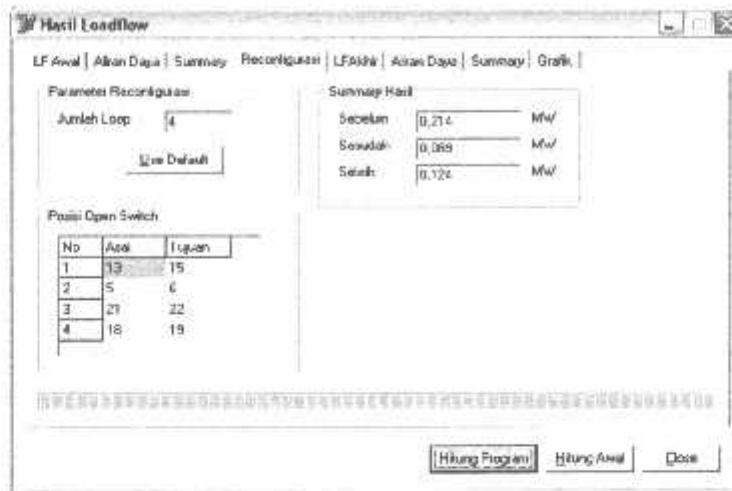 Hasil Loadflow
LF Awal | Aliran Daya | Summary | Reconfigurasi | LF Akhir | Aliran Daya | Summary | Grafik
Parameter Reconfigurasi
Jumlah Loop 4
Use Default
Summary Hasil
Sebelum 0,214 MW
Sesudah 0,089 MW
Selisih 0,124 MW
Posisi Open Switch
No Asal Tujuan
1 13 15
2 5 6
3 21 22
4 18 19
Hitung Program Hitung Awal Close